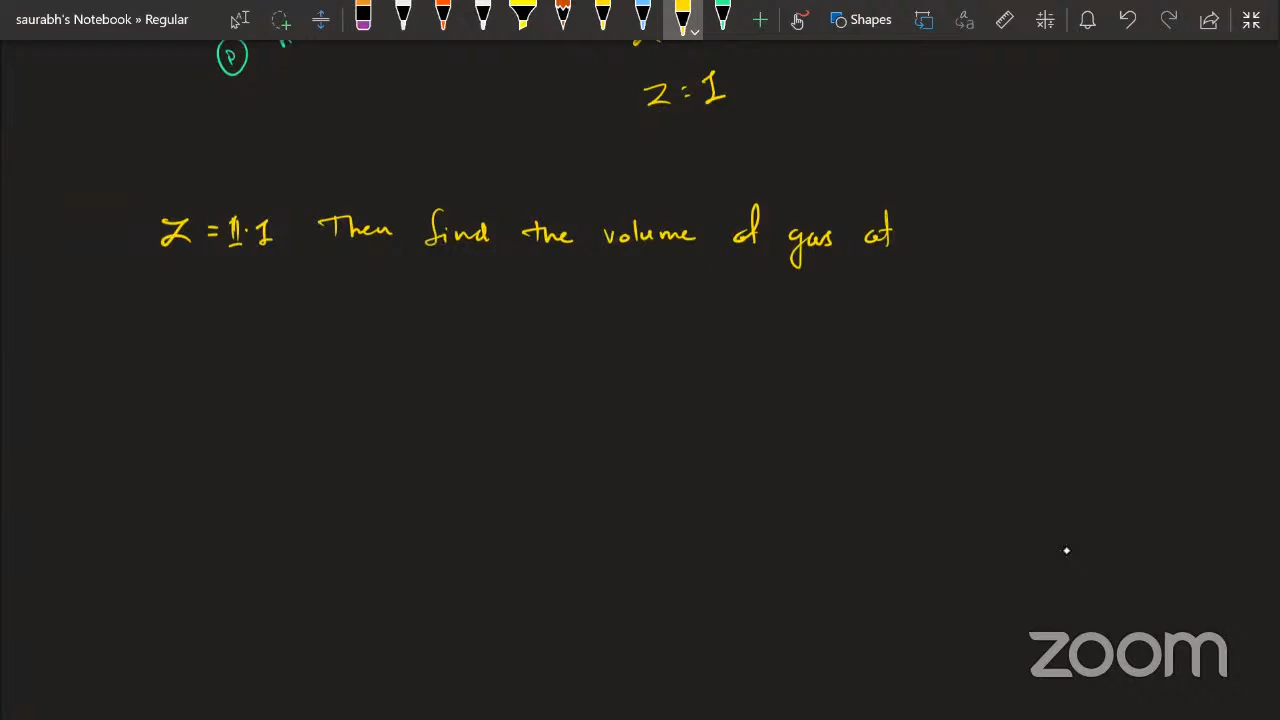 saurabh's Notebook » Regular
Shapes
P
z = 1
Z = 1.1 Then find the volume of gas at
zoom